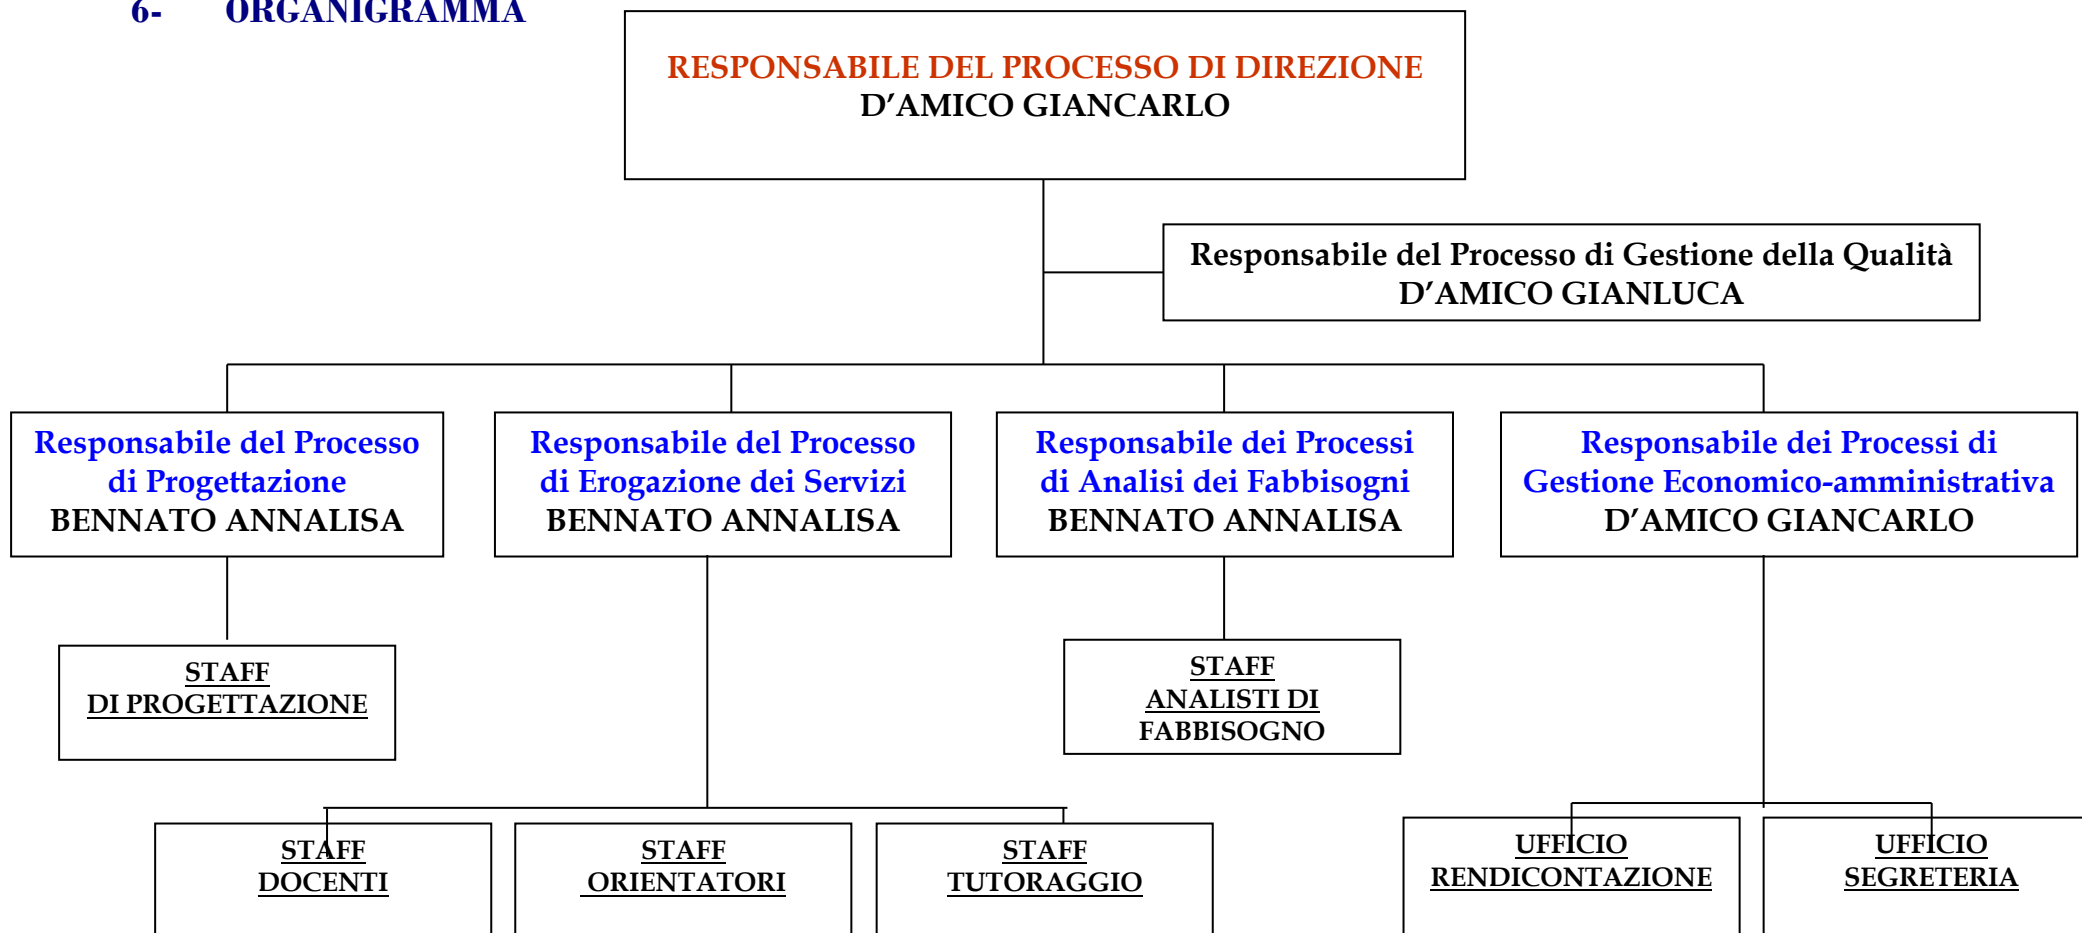 6- ORGANIGRAMMA
RESPONSABILE DEL PROCESSO DI DIREZIONE
D’AMICO GIANCARLO
Responsabile del Processo di Gestione della Qualità
D’AMICO GIANLUCA
Responsabile del Processo
di Progettazione
BENNATO ANNALISA
Responsabile del Processo
di Erogazione dei Servizi
BENNATO ANNALISA
Responsabile dei Processi
di Analisi dei Fabbisogni
BENNATO ANNALISA
Responsabile dei Processi di
Gestione Economico-amministrativa
D’AMICO GIANCARLO
STAFF
DI PROGETTAZIONE
STAFF
ANALISTI DI
FABBISOGNO
STAFF
DOCENTI
STAFF
ORIENTATORI
STAFF
TUTORAGGIO
UFFICIO
RENDICONTAZIONE
UFFICIO
SEGRETERIA